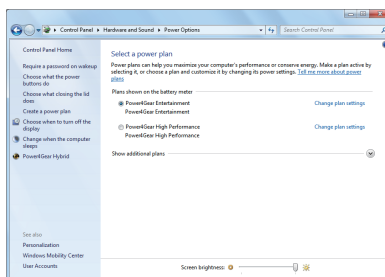 Control Panel ▸ Hardware and Sound ▸ Power Options
Search Control Panel
Control Panel Home
Require a password on wakeup
Choose what the power
buttons do
Choose what closing the lid
does
Create a power plan
Choose when to turn off the
display
Change when the computer
sleeps
Power4Gear Hybrid
See also
Personalization
Windows Mobility Center
User Accounts
Select a power plan
Power plans can help you maximize your computer's performance or conserve energy. Make a plan active by
selecting it, or choose a plan and customize it by changing its power settings. Tell me more about power
plans
Plans shown on the battery meter
Power4Gear Entertainment Change plan settings
Power4Gear Entertainment
Power4Gear High Performance Change plan settings
Power4Gear High Performance
Show additional plans
Screen brightness: